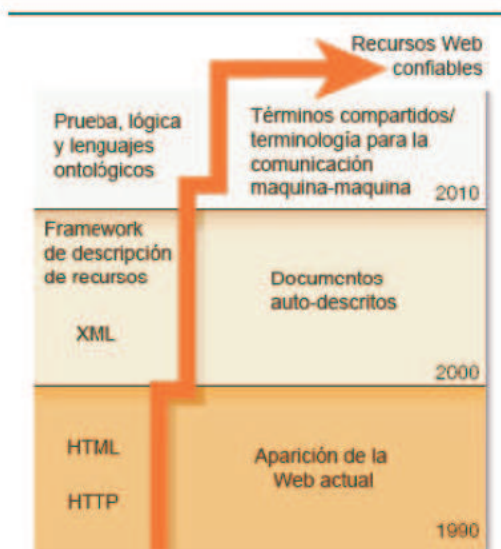 Recursos Web
confiables
Prueba, lógica
y lenguajes
ontológicos
Términos compartidos/
terminología para la
comunicación
maquina-maquina
2010
Framework
de descripción
de recursos
XML
Documentos
auto-descritos
2000
HTML
HTTP
Aparición de la
Web actual
1990